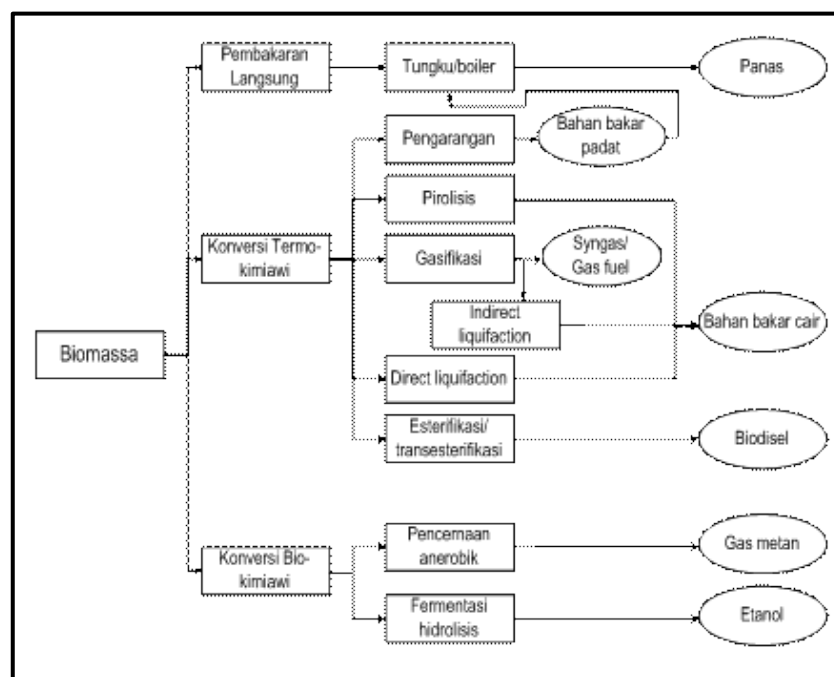 Pembakaran
Langsung
Tungku/boiler
Panas
Pengarangan
Bahan bakar
padat
Pirolisis
Konversi Termo-
kimiawi
Gasifikasi
Syngas/
Gas fuel
Indirect
liquifaction
Bahan bakar cair
Biomassa
Direct liquifaction
Esterifikasi/
transesterifikasi
Biodisel
Konversi Bio-
kimiawi
Pencernaan
anerobik
Gas metan
Fermentasi
hidrolisis
Etanol